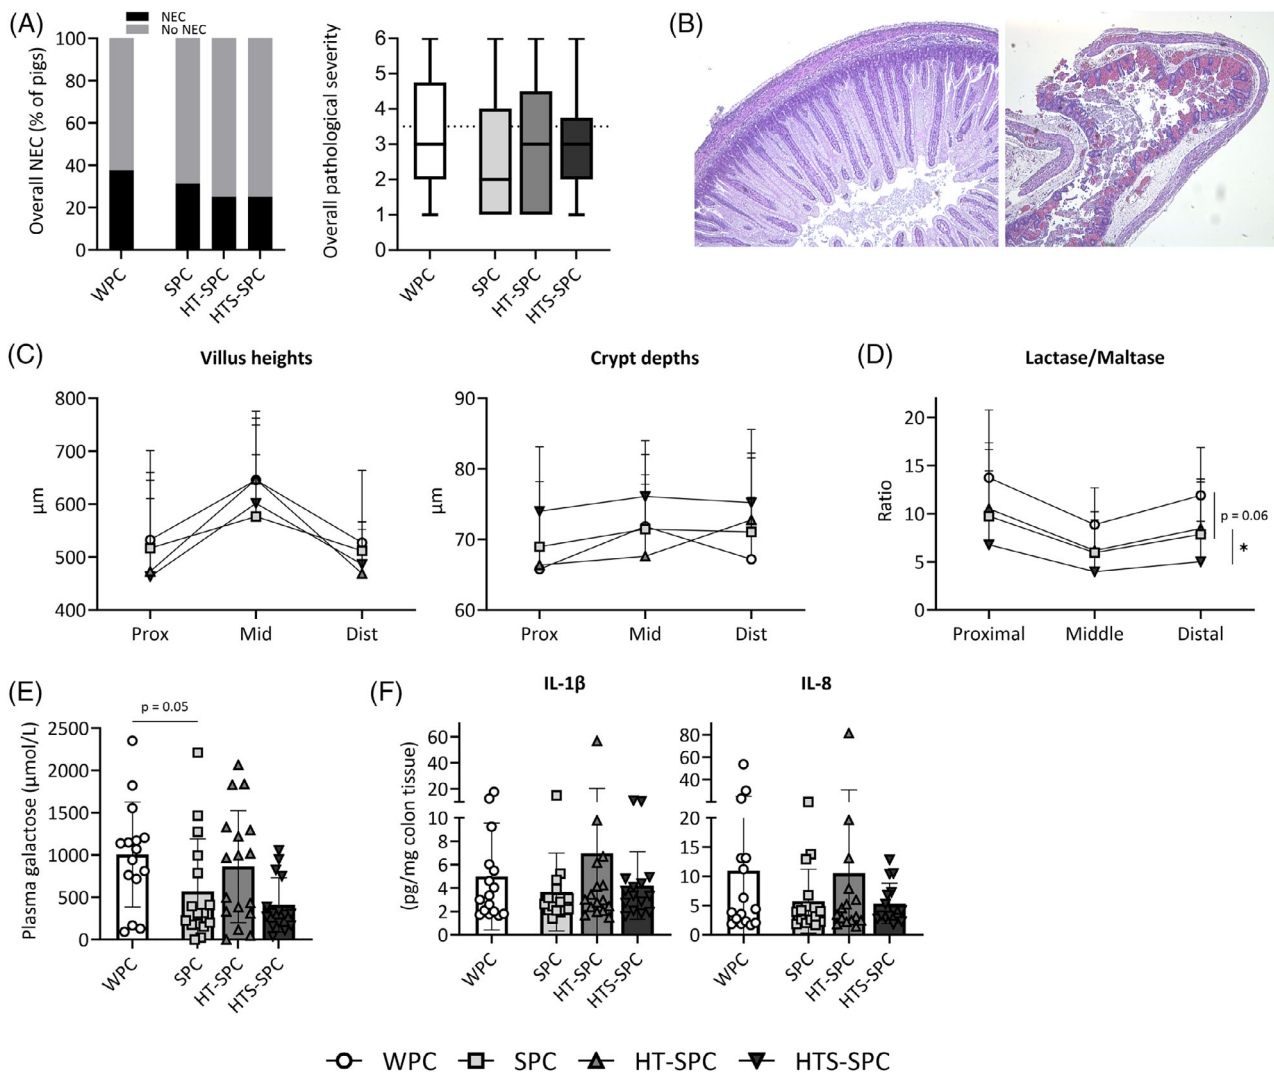 (A)
NEC
No NEC
Overall NEC (% of pigs)
100
80
60
40
20
0
WPC
SPC
HT-SPC
HTS-SPC
Overall pathological severity
6
5
4
3
2
1
0
WPC
SPC
HT-SPC
HTS-SPC
(B)
(C)
Villus heights
μm
800
700
600
500
400
Prox
Mid
Dist
Crypt depths
μm
90
80
70
60
Prox
Mid
Dist
(D)
Lactase/Maltase
Ratio
20
15
10
5
0
Proximal
Middle
Distal
p = 0.06
*
(E)
p = 0.05
Plasma galactose (μmol/L)
2500
2000
1500
1000
500
0
WPC
SPC
HT-SPC
HTS-SPC
(F)
IL-1β
(pg/mg colon tissue)
60
40
20
10
8
6
4
2
0
WPC
SPC
HT-SPC
HTS-SPC
IL-8
80
60
40
20
15
10
5
0
WPC
SPC
HT-SPC
HTS-SPC
WPC
SPC
HT-SPC
HTS-SPC